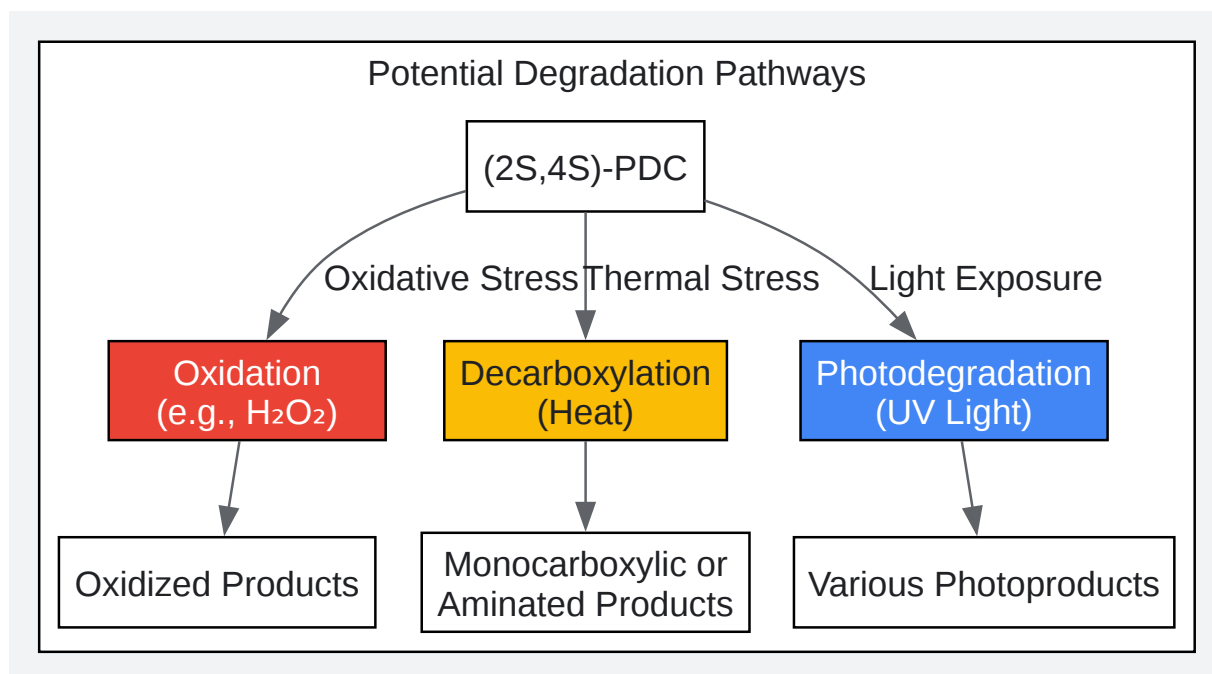 Potential Degradation Pathways
(2S,4S)-PDC
Oxidative Stress
Thermal Stress
Light Exposure
Oxidation
(e.g., H₂O₂)
Decarboxylation
(Heat)
Photodegradation
(UV Light)
Oxidized Products
Monocarboxylic or
Aminated Products
Various Photoproducts